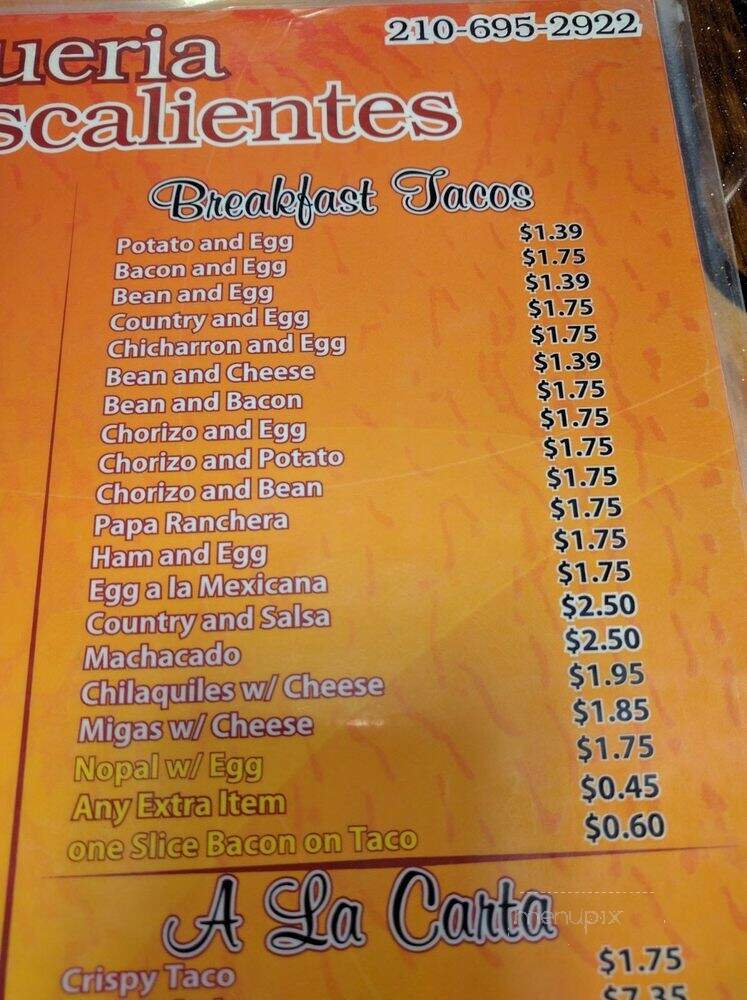 210-695-2922
ueria
scalientes
Breakfast Tacos
Potato and Egg $1.39
Bacon and Egg $1.75
Bean and Egg $1.39
Country and Egg $1.75
Chicharron and Egg $1.75
Bean and Cheese $1.39
Bean and Bacon $1.75
Chorizo and Egg $1.75
Chorizo and Potato $1.75
Chorizo and Bean $1.75
Papa Ranchera $1.75
Ham and Egg $1.75
Egg a la Mexicana $1.75
Country and Salsa $2.50
Machacado $2.50
Chilaquiles w/ Cheese $1.95
Migas w/ Cheese $1.85
Nopal w/ Egg $1.75
Any Extra Item $0.45
one Slice Bacon on Taco $0.60
A La Carta
menupix
Crispy Taco $1.75
$7.35